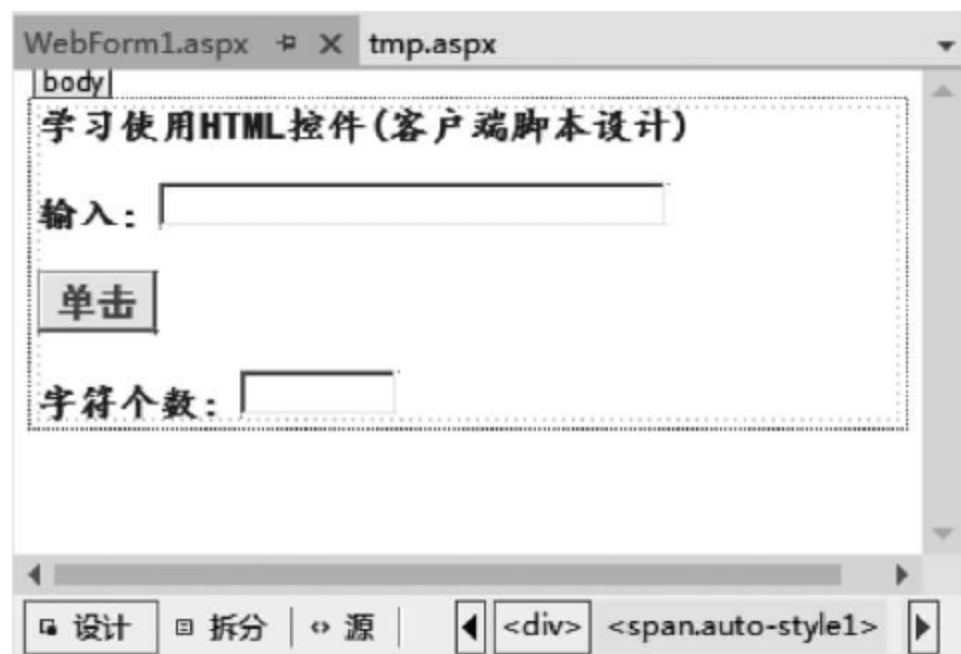 WebForm1.aspx tmp.aspx
body
学习使用HTML控件(客户端脚本设计)
输入:
单击
字符个数:
设计 拆分 源 <div> <span.auto-style1>